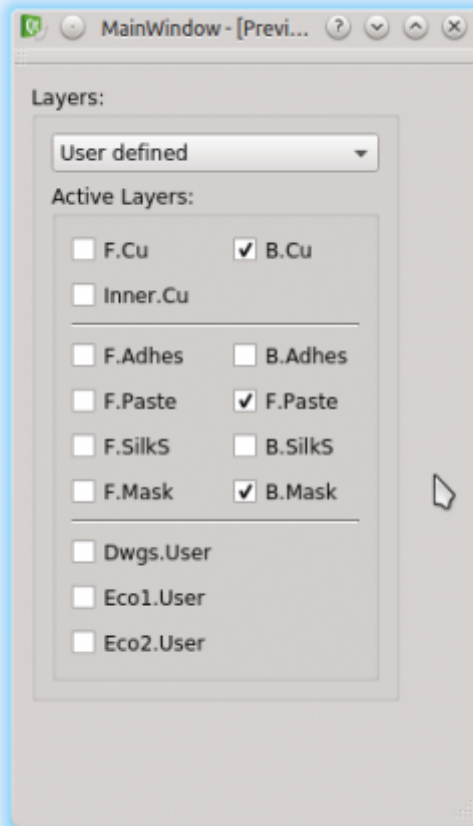 MainWindow - [Previ...
Layers:
User defined
Active Layers:
F.Cu B.Cu
Inner.Cu
F.Adhes B.Adhes
F.Paste F.Paste
F.SilkS B.SilkS
F.Mask B.Mask
Dwgs.User
Eco1.User
Eco2.User